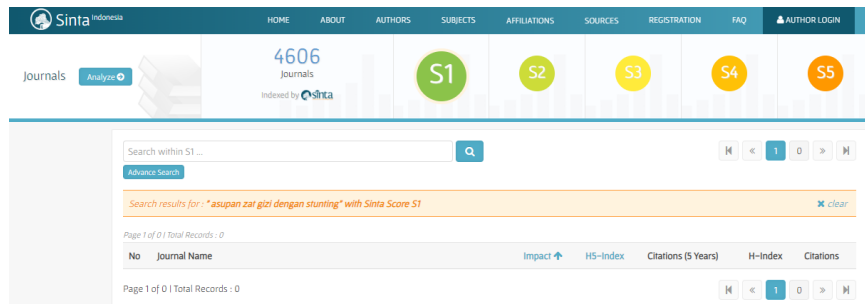 Sinta Indonesia HOME ABOUT AUTHORS SUBJECTS AFFILIATIONS SOURCES REGISTRATION FAQ AUTHOR LOGIN
Journals Analyze
4606
Journals
Indexed by sinta
S1 S2 S3 S4 S5
Search within S1 ...
« 1 0 »
Advance Search
Search results for : " asupan zat gizi dengan stunting" with Sinta Score S1 clear
Page 1 of 0 | Total Records : 0
No Journal Name Impact H5-Index Citations (5 Years) H-Index Citations
Page 1 of 0 | Total Records : 0 « 1 0 »